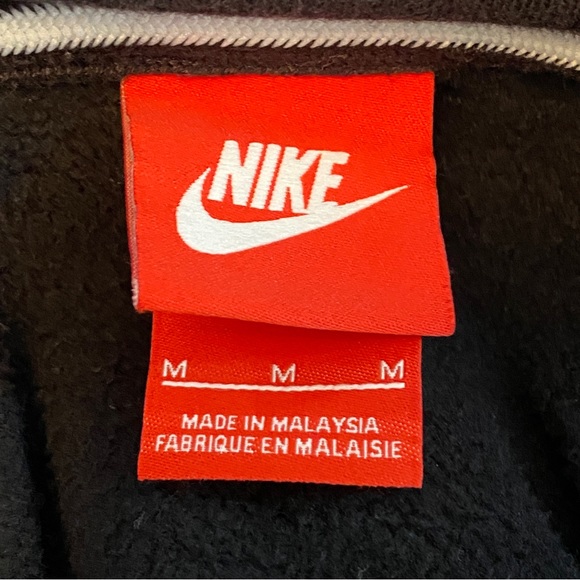 NIKE
M M M
MADE IN MALAYSIA
FABRIQUE EN MALAISIE